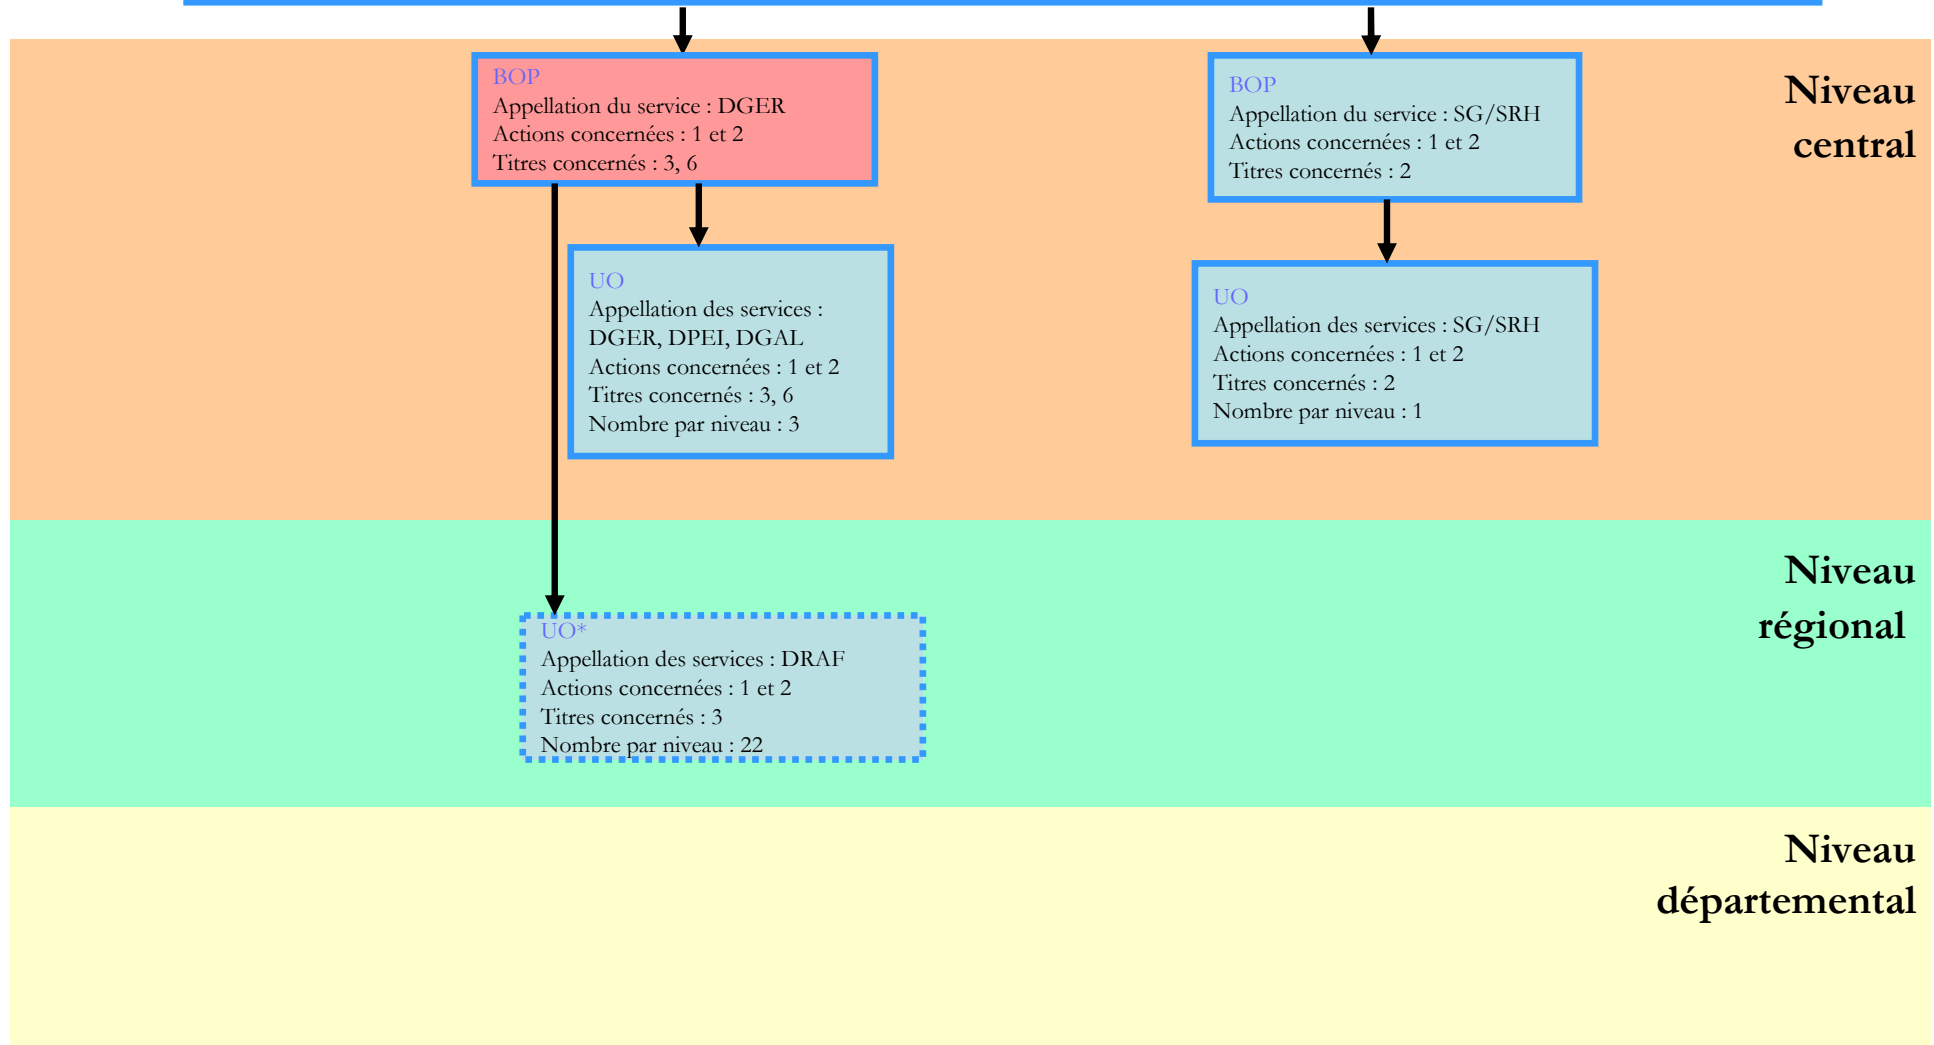 BOP
Appellation du service : DGER
Actions concernées : 1 et 2
Titres concernés : 3, 6
BOP
Appellation du service : SG/SRH
Actions concernées : 1 et 2
Titres concernés : 2
Niveau
central
UO
Appellation des services :
DGER, DPEI, DGAL
Actions concernées : 1 et 2
Titres concernés : 3, 6
Nombre par niveau : 3
UO
Appellation des services : SG/SRH
Actions concernées : 1 et 2
Titres concernés : 2
Nombre par niveau : 1
Niveau
régional
UO*
Appellation des services : DRAF
Actions concernées : 1 et 2
Titres concernés : 3
Nombre par niveau : 22
Niveau
départemental